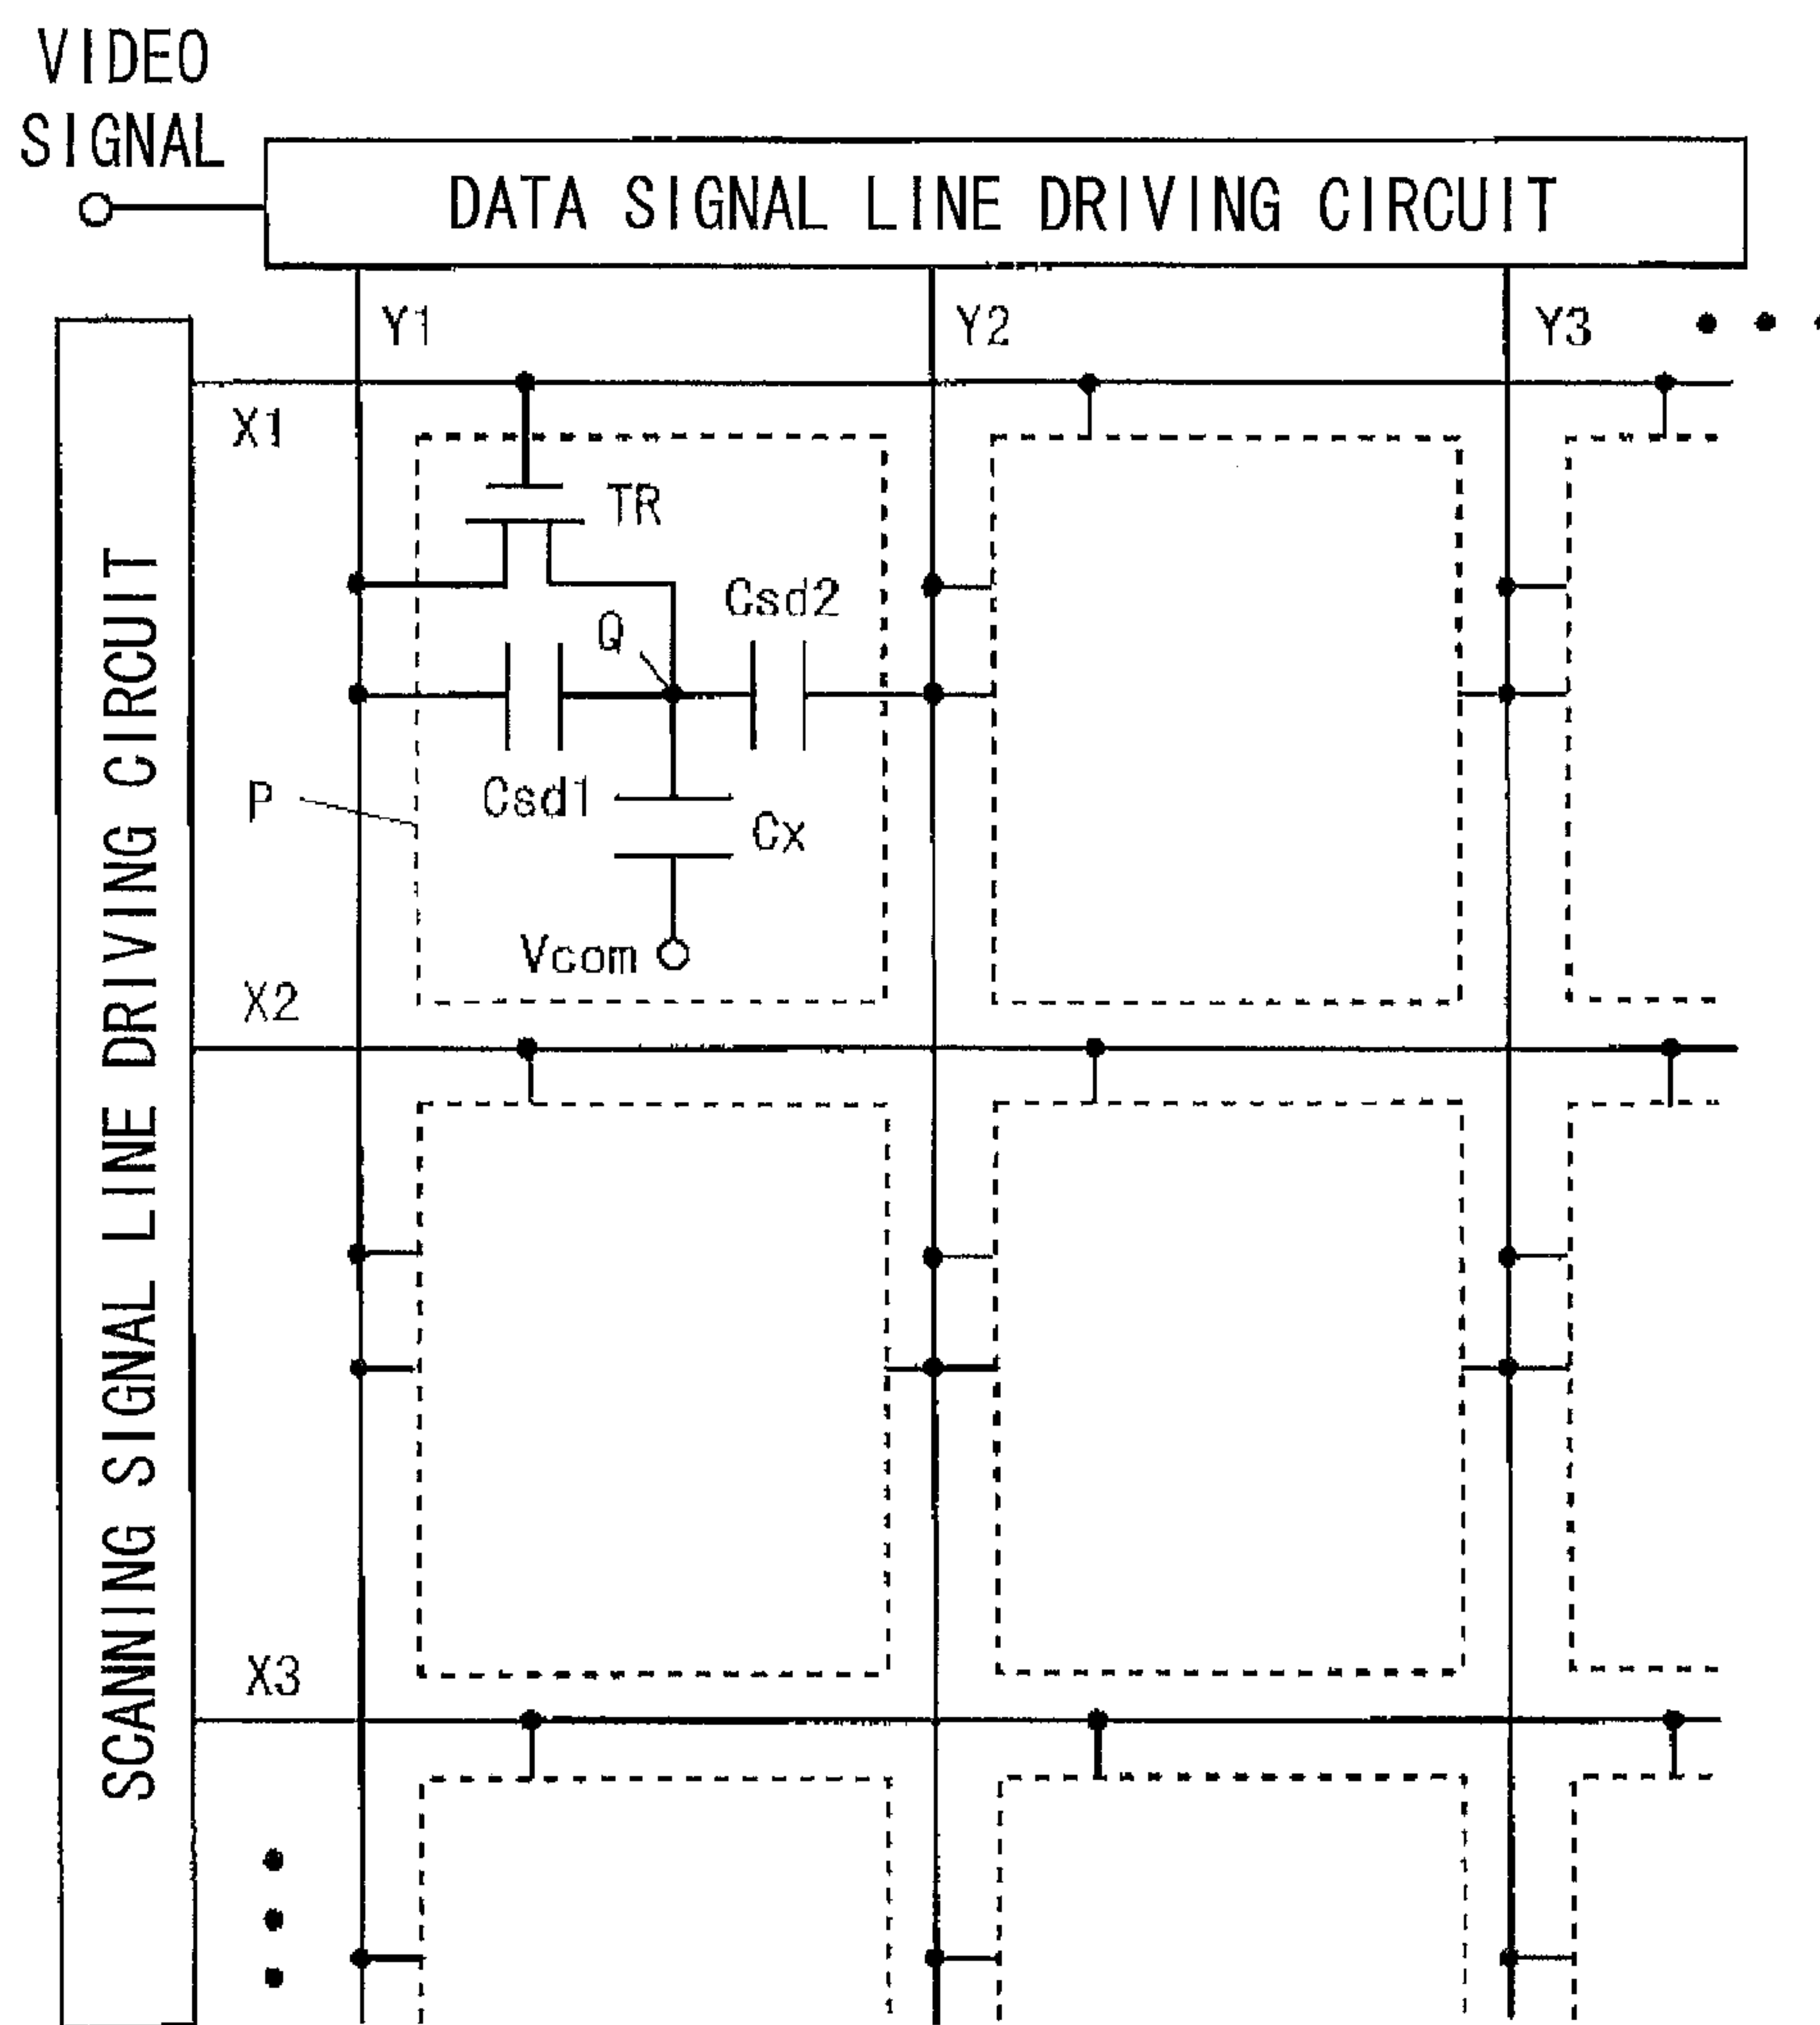 VIDEO
SIGNAL
DATA SIGNAL LINE DRIVING CIRCUIT
Y1
Y2
Y3
X1
TR
Csd2
Q
P
Csd1
Cx
Vcom
X2
X3
SCANNING SIGNAL LINE DRIVING CIRCUIT